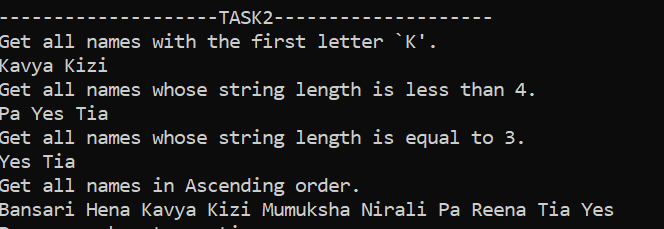 --------------------TASK2--------------------
Get all names with the first letter `K'.
Kavya Kizi
Get all names whose string length is less than 4.
Pa Yes Tia
Get all names whose string length is equal to 3.
Yes Tia
Get all names in Ascending order.
Bansari Hena Kavya Kizi Mumuksha Nirali Pa Reena Tia Yes